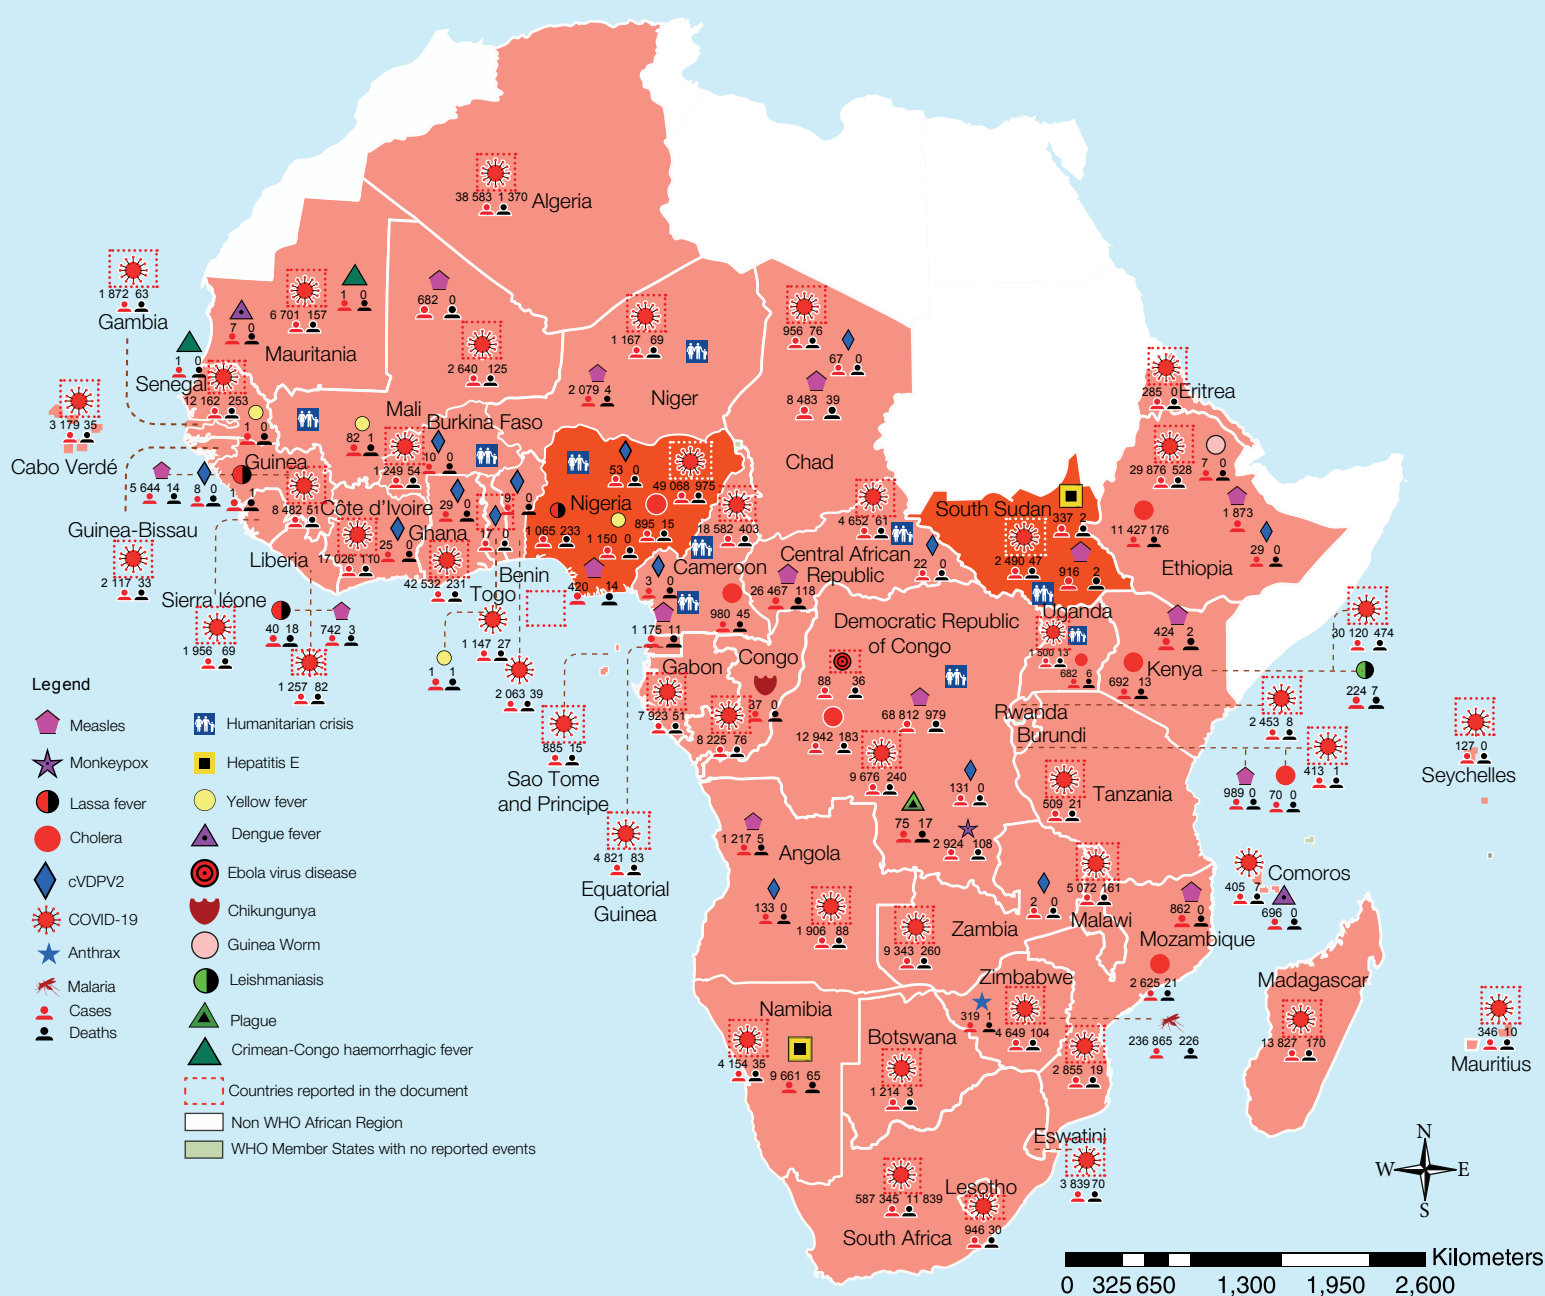 38 583 1 370
Algeria
1 872 63
Gambia
1 0
6 701 157
7 0
Mauritania
682 0
2 640 125
1 167 69
2 079 4
Niger
956 76
67 0
8 483 39
Chad
1 0
Senegal
12 162 253
1 0
3 179 35
Cabo Verdé
Mali
82 1
Burkina Faso
10 0
1 249 54
285 0
Eritrea
29 876 528
7 0
1 873
11 427 176
29 0
Ethiopia
Guinea
5 644 14
8 0
1 1
8 482 51
Guinea-Bissau
2 117 33
Côte d'Ivoire
17 026 110
25 0
Ghana
29 0
42 532 231
9 0
17 0
Benin
Togo
Liberia
Sierra léone
1 956 69
40 18
742 3
1 257 82
1 1
1 147 27
2 063 39
53 0
49 068 975
Nigeria
1 065 233
895 15
1 150 0
420 14
18 582 403
Cameroon
3 0
980 45
1 175 11
4 652 61
Central African
Republic
22 0
26 467 118
South Sudan
337 2
2 490 47
916 2
Uganda
1 500 13
682 6
424 2
692 13
Kenya
30 120 474
224 7
Democratic Republic
of Congo
88 36
68 812 979
12 942 183
9 676 240
131 0
75 17
2 924 108
Gabon
7 923 51
Congo
37 0
8 225 76
885 15
Sao Tome
and Principe
4 821 83
Equatorial
Guinea
Rwanda
Burundi
2 453 8
413 1
989 0
70 0
127 0
Seychelles
509 21
Tanzania
1 217 5
Angola
133 0
1 906 88
9 343 260
Zambia
2 0
5 072 161
Malawi
862 0
Mozambique
2 625 21
405 7
Comoros
696 0
Zimbabwe
319 1
4 649 104
236 865 226
2 855 19
Madagascar
13 827 170
346 10
Mauritius
Namibia
4 154 35
9 661 65
Botswana
1 214 3
Eswatini
3 839 70
587 345 11 839
South Africa
Lesotho
946 30
Legend
Measles
Monkeypox
Lassa fever
Cholera
cVDPV2
COVID-19
Anthrax
Malaria
Cases
Deaths
Humanitarian crisis
Hepatitis E
Yellow fever
Dengue fever
Ebola virus disease
Chikungunya
Guinea Worm
Leishmaniasis
Plague
Crimean-Congo haemorrhagic fever
Countries reported in the document
Non WHO African Region
WHO Member States with no reported events
N
W E
S
Kilometers
0 325 650 1,300 1,950 2,600